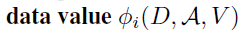 data value ϕᵢ(D, 𝒜, V)